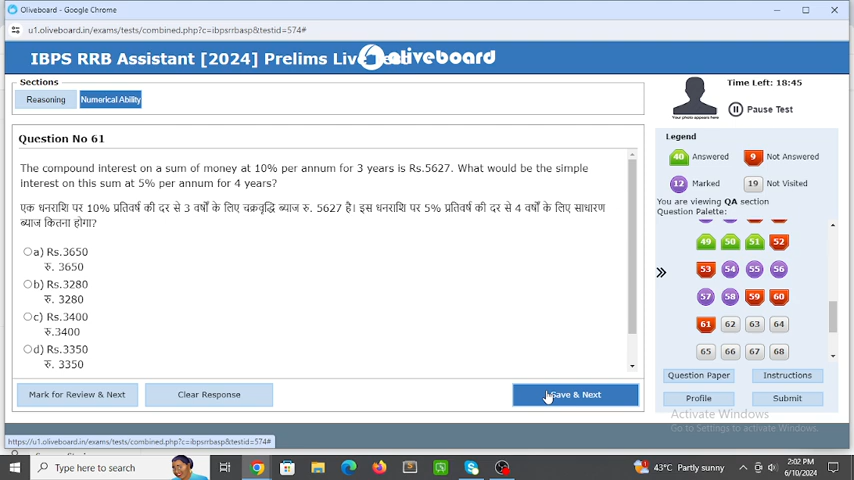 Oliveboard - Google Chrome
u1.oliveboard.in/exams/tests/combined.php?c=ibpsrrbasp&testid=574#
IBPS RRB Assistant [2024] Prelims Liv
oliveboard
Sections
Reasoning
Numerical Ability
Time Left: 18:45
Pause Test
Your photo appears here
Question No 61
The compound interest on a sum of money at 10% per annum for 3 years is Rs.5627. What would be the simple
interest on this sum at 5% per annum for 4 years?
एक धनराशि पर 10% प्रतिवर्ष की दर से 3 वर्षों के लिए चक्रवृद्धि ब्याज रु. 5627 है। इस धनराशि पर 5% प्रतिवर्ष की दर से 4 वर्षों के लिए साधारण
ब्याज कितना होगा?
a) Rs.3650
रु. 3650
b) Rs.3280
रु. 3280
c) Rs.3400
रु.3400
d) Rs.3350
रु. 3350
Mark for Review & Next
Clear Response
Save & Next
Legend
40 Answered
9 Not Answered
12 Marked
19 Not Visited
You are viewing QA section
Question Palette:
49 50 51 52
53 54 55 56
57 58 59 60
61 62 63 64
65 66 67 68
Question Paper
Instructions
Profile
Submit
Activate Windows
Go to Settings to activate Windows.
https://u1.oliveboard.in/exams/tests/combined.php?c=ibpsrrbasp&testid=574#
Type here to search
43°C Partly sunny
2:02 PM
6/10/2024